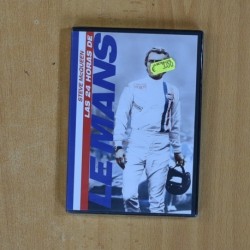 STEVE McQUEEN
LAS 24 HORAS DE
LE MANS